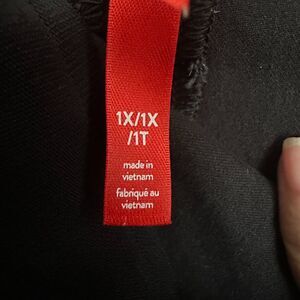 1X/1X
/1T
made in
vietnam
fabriqué au
vietnam